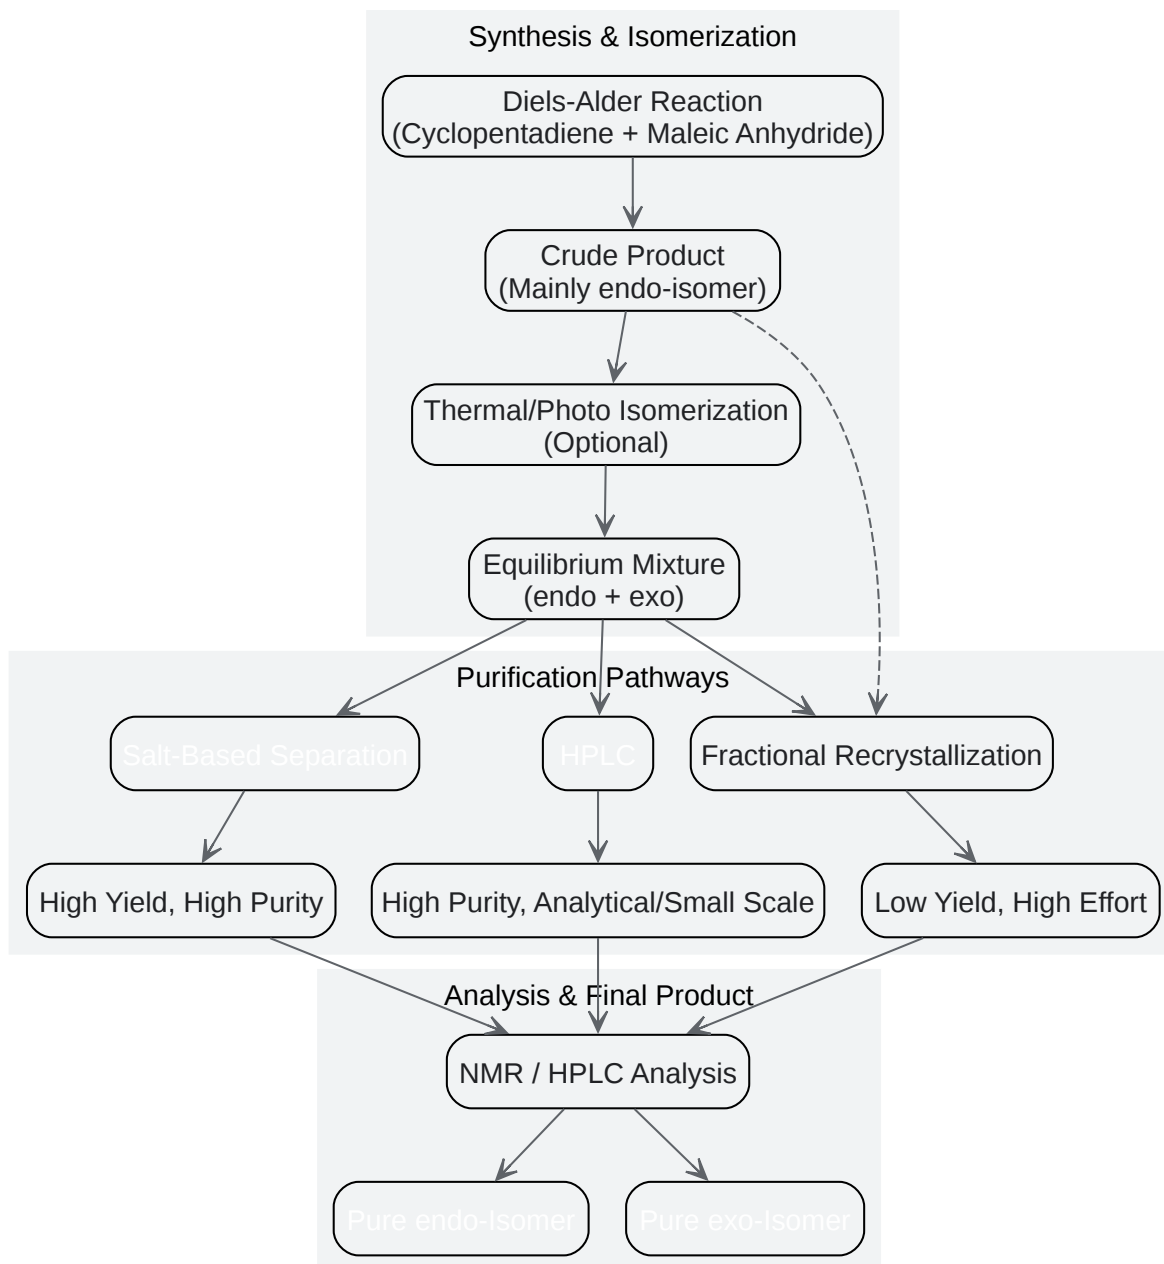 Synthesis & Isomerization
Diels-Alder Reaction
(Cyclopentadiene + Maleic Anhydride)
Crude Product
(Mainly endo-isomer)
Thermal/Photo Isomerization
(Optional)
Equilibrium Mixture
(endo + exo)
Purification Pathways
Salt-Based Separation
HPLC
Fractional Recrystallization
High Yield, High Purity
High Purity, Analytical/Small Scale
Low Yield, High Effort
Analysis & Final Product
NMR / HPLC Analysis
Pure endo-Isomer
Pure exo-Isomer